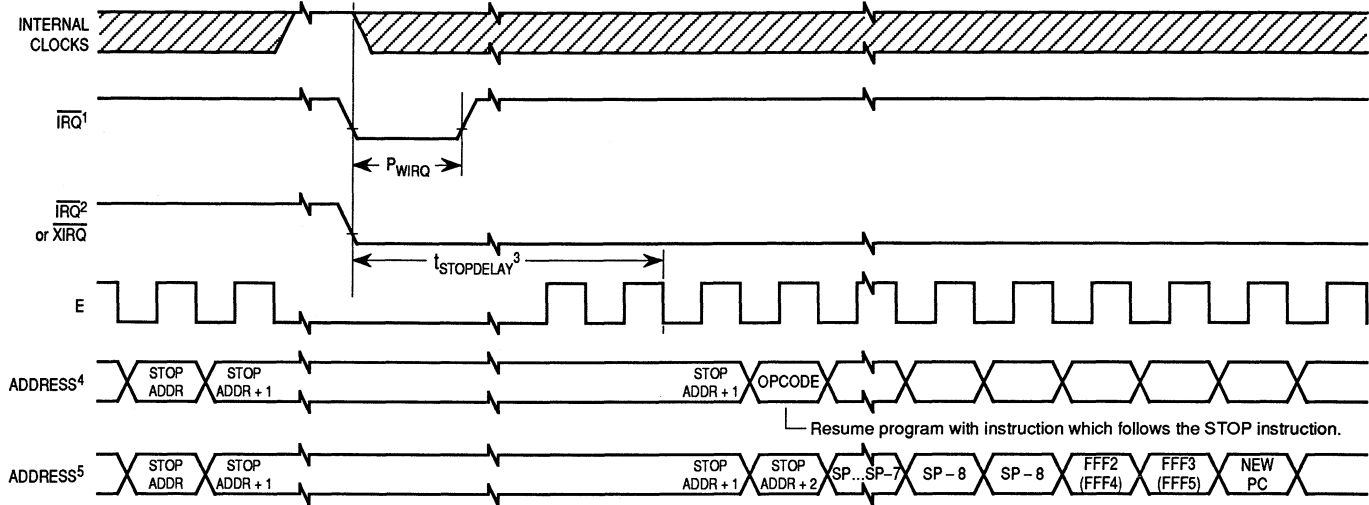 INTERNAL
CLOCKS
IRQ¹
PWIRQ
IRQ²
or XIRQ
tSTOPDELAY³
E
ADDRESS⁴
STOP
ADDR
STOP
ADDR + 1
STOP
ADDR + 1
OPCODE
Resume program with instruction which follows the STOP instruction.
ADDRESS⁵
STOP
ADDR
STOP
ADDR + 1
STOP
ADDR + 1
STOP
ADDR + 2
SP...SP–7
SP – 8
SP – 8
FFF2
(FFF4)
FFF3
(FFF5)
NEW
PC